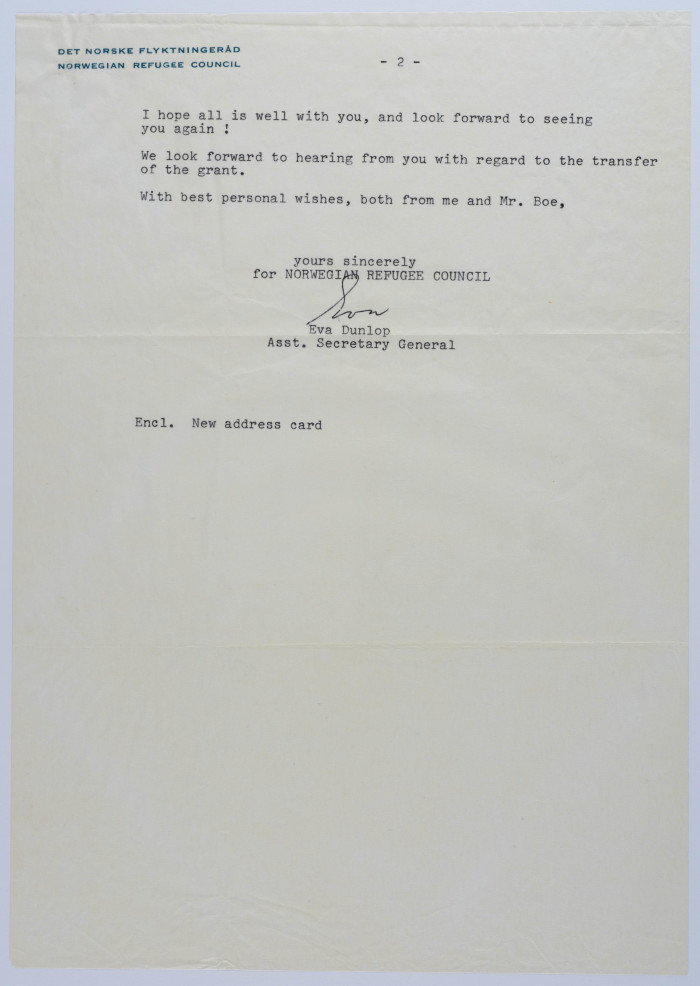 DET NORSKE FLYKTNINGERÅD
NORWEGIAN REFUGEE COUNCIL
- 2 -
I hope all is well with you, and look forward to seeing
you again !
We look forward to hearing from you with regard to the transfer
of the grant.
With best personal wishes, both from me and Mr. Boe,
yours sincerely
for NORWEGIAN REFUGEE COUNCIL
Eva Dunlop
Asst. Secretary General
Encl. New address card